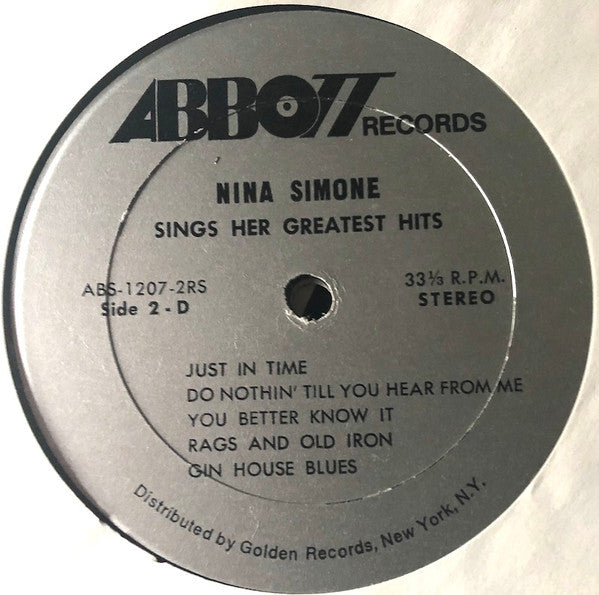 ABBOTT RECORDS
NINA SIMONE
SINGS HER GREATEST HITS
ABS-1207-2RS
Side 2 - D
33⅓ R.P.M.
STEREO
JUST IN TIME
DO NOTHIN' TILL YOU HEAR FROM ME
YOU BETTER KNOW IT
RAGS AND OLD IRON
GIN HOUSE BLUES
Distributed by Golden Records, New York, N.Y.